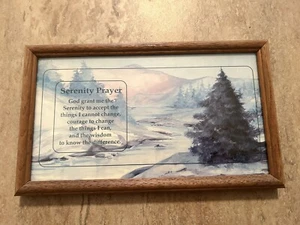 Serenity Prayer
God grant me the
Serenity to accept the
things I cannot change,
courage to change
the things I can,
and the wisdom
to know the difference.